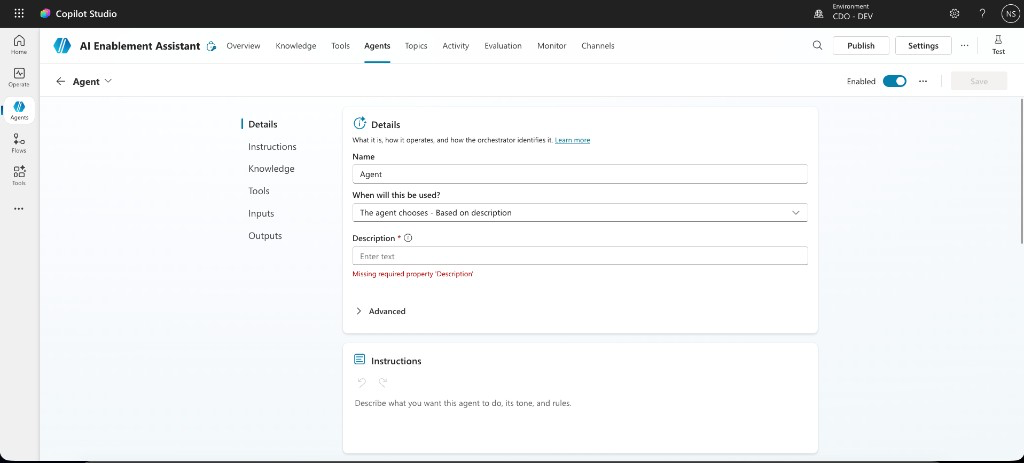 Copilot Studio
Environment
CDO - DEV
NS
Home
Operate
Agents
Flows
Tools
AI Enablement Assistant
Overview
Knowledge
Tools
Agents
Topics
Activity
Evaluation
Monitor
Channels
Publish
Settings
Test
Agent
Enabled
Save
Details
Instructions
Knowledge
Tools
Inputs
Outputs
Details
What it is, how it operates, and how the orchestrator identifies it. Learn more
Name
Agent
When will this be used?
The agent chooses - Based on description
Description *
Enter text
Missing required property 'Description'
Advanced
Instructions
Describe what you want this agent to do, its tone, and rules.